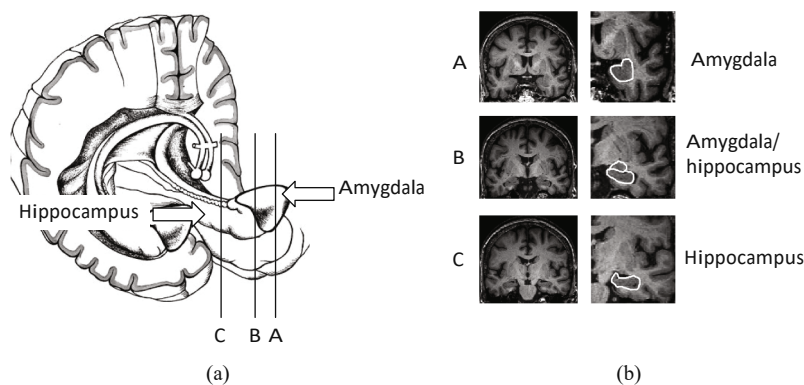 Hippocampus
Amygdala
C B A
(a)
A
Amygdala
B
Amygdala/
hippocampus
C
Hippocampus
(b)